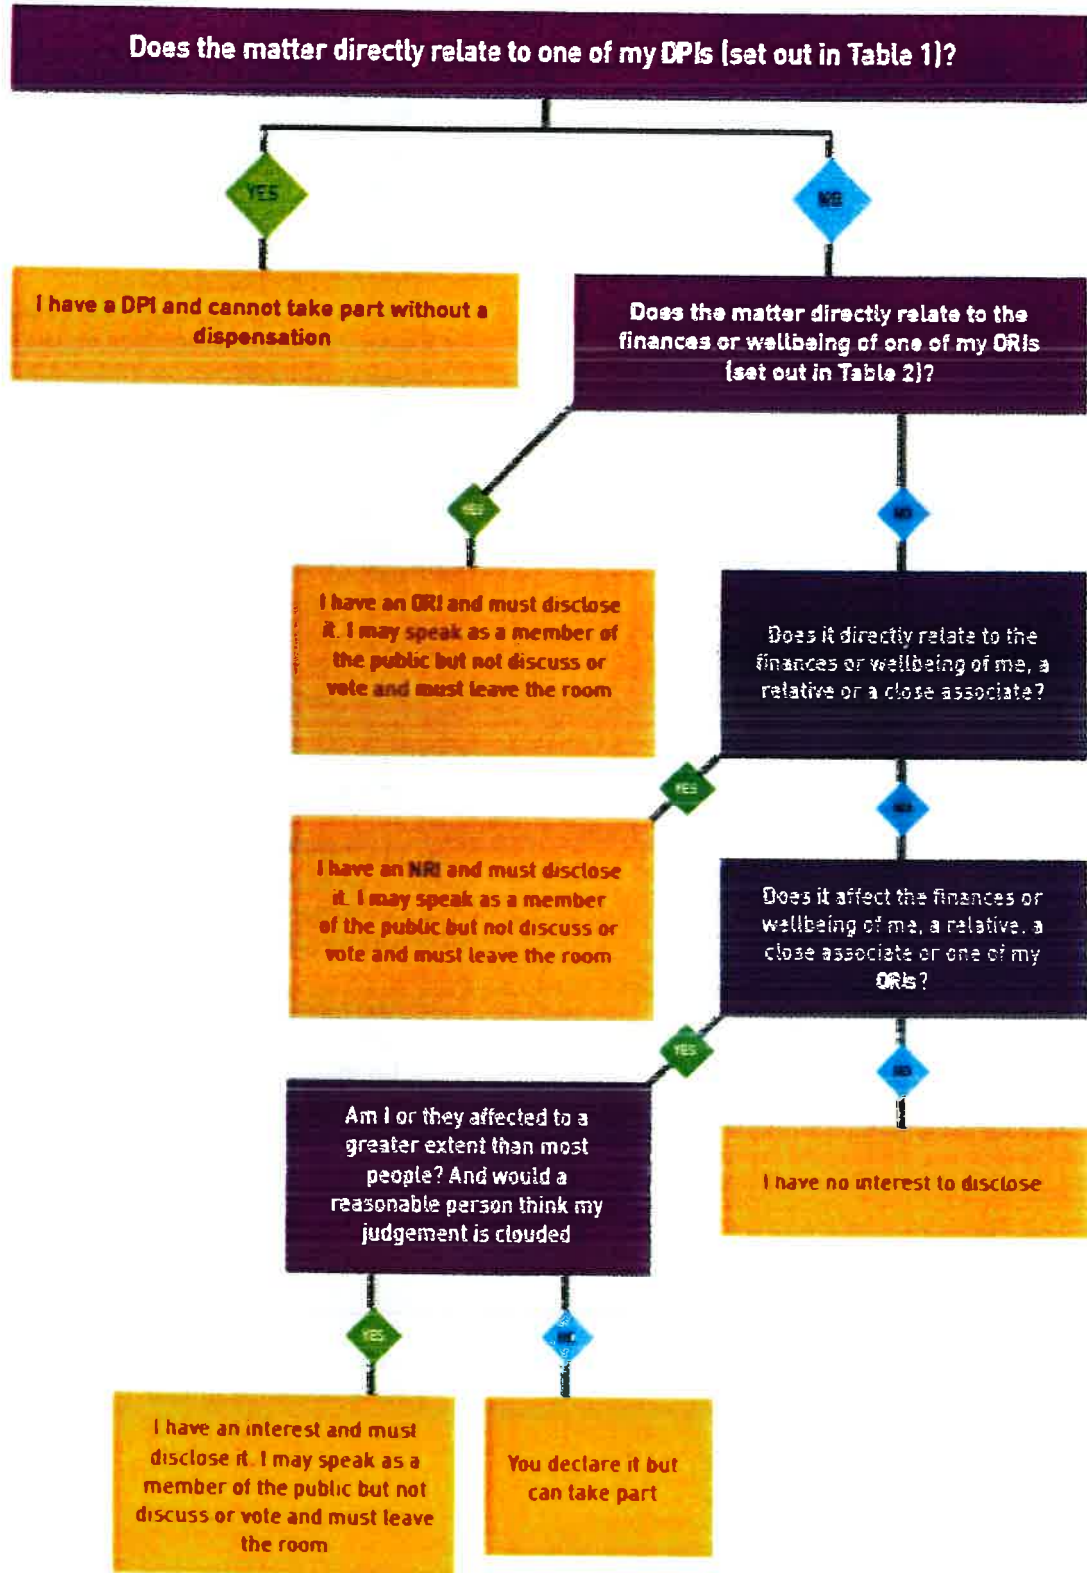 Does the matter directly relate to one of my DPIs (set out in Table 1)?
YES
NO
I have a DPI and cannot take part without a
dispensation
Does the matter directly relate to the
finances or wellbeing of one of my ORIs
(set out in Table 2)?
YES
NO
I have an ORI and must disclose
it. I may speak as a member of
the public but not discuss or
vote and must leave the room
Does it directly relate to the
finances or wellbeing of me, a
relative or a close associate?
YES
NO
I have an NRI and must disclose
it. I may speak as a member
of the public but not discuss or
vote and must leave the room
Does it affect the finances or
wellbeing of me, a relative, a
close associate or one of my
ORIs?
YES
NO
Am I or they affected to a
greater extent than most
people? And would a
reasonable person think my
judgement is clouded
I have no interest to disclose
YES
NO
I have an interest and must
disclose it. I may speak as a
member of the public but not
discuss or vote and must leave
the room
You declare it but
can take part